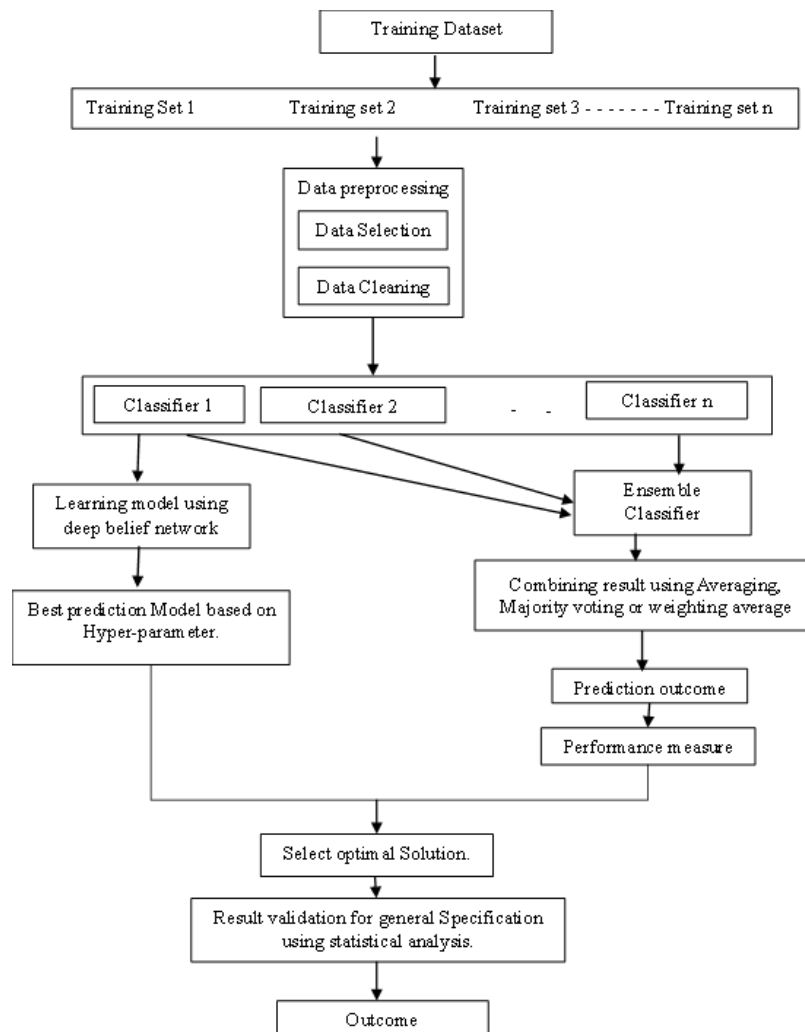 Training Dataset
Training Set 1 Training set 2 Training set 3 - - - - - - - Training set n
Data preprocessing
Data Selection
Data Cleaning
Classifier 1 Classifier 2 - - Classifier n
Learning model using
deep belief network
Ensemble
Classifier
Best prediction Model based on
Hyper-parameter.
Combining result using Averaging,
Majority voting or weighting average
Prediction outcome
Performance measure
Select optimal Solution.
Result validation for general Specification
using statistical analysis.
Outcome